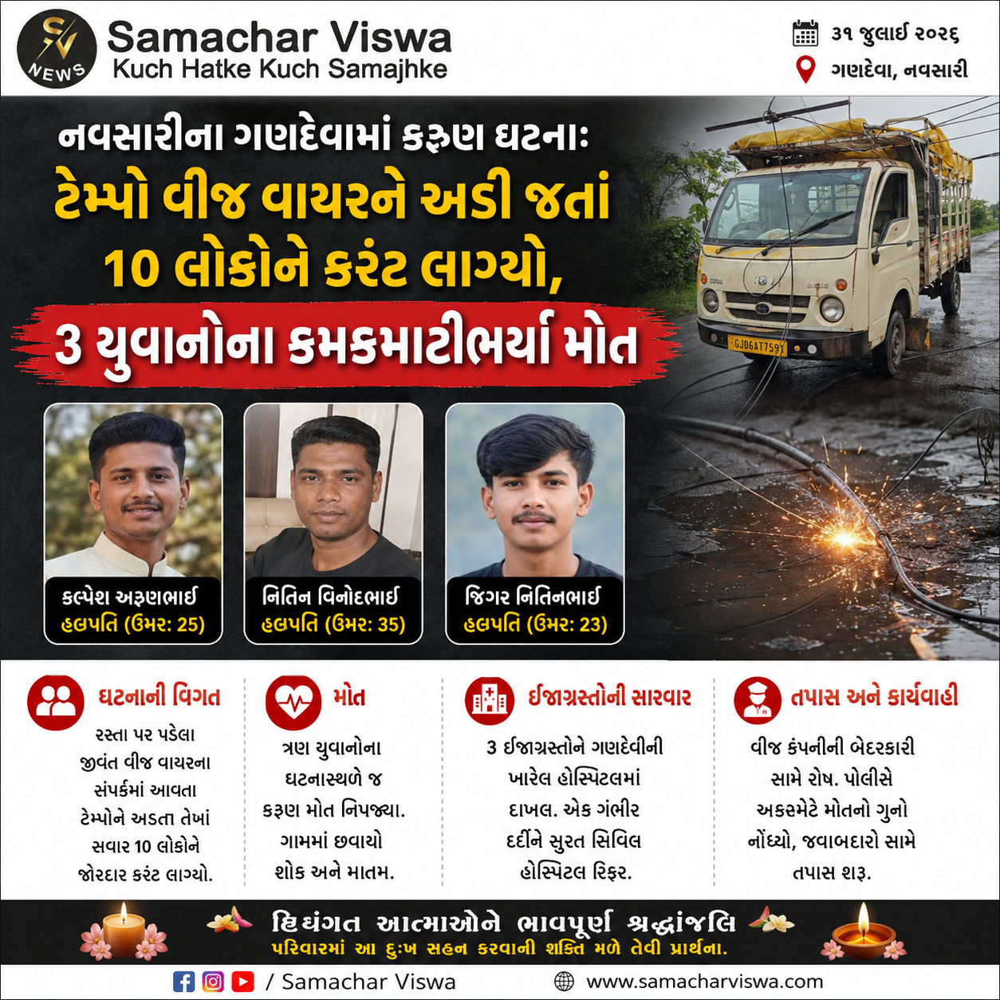 SV
NEWS
Samachar Viswa
Kuch Hatke Kuch Samajhke
૩૧ જુલાઈ ૨૦૨૬
ગણદેવા, નવસારી
નવસારીના ગણદેવામાં કરૂણ ઘટનાઃ
ટેમ્પો વીજ વાયરને અડી જતાં
10 લોકોને કરંટ લાગ્યો,
3 યુવાનોના કમકમાટીભર્યા મોત
GJ06AT7591
કલ્પેશ અરૂણભાઈ
હલપતિ (ઉંમર: 25)
નિતિન વિનોદભાઈ
હલપતિ (ઉંમર: 35)
જિગર નિતિનભાઈ
હલપતિ (ઉંમર: 23)
ઘટનાની વિગત
રસ્તા પર પડેલા
જીવંત વીજ વાયરના
સંપર્કમાં આવતા
ટેમ્પોને અડતા તેખાં
સવાર 10 લોકોને
જોરદાર કરંટ લાગ્યો.
મોત
ત્રણ યુવાનોના
ઘટનાસ્થળે જ
કરૂણ મોત નિપજ્યા.
ગામમાં છવાયો
શોક અને માતમ.
ઈજાગ્રસ્તોની સારવાર
3 ઈજાગ્રસ્તોને ગણદેવીની
ખારેલ હોસ્પિટલમાં
દાખલ. એક ગંભીર
દર્દીને સુરત સિવિલ
હોસ્પિટલ રિફર.
તપાસ અને કાર્યવાહી
વીજ કંપનીની બેદરકારી
સામે રોષ. પોલીસે
અકસ્મેટે મોતનો ગુનો
નોંધ્યો, જવાબદારો સામે
તપાસ શરૂ.
હિઘંગત આત્માઓને ભાવપૂર્ણ શ્રદ્ધાંજલિ
પરિવારમાં આ દુઃખ સહન કરવાની શક્તિ મળે તેવી પ્રાર્થના.
/ Samachar Viswa
www.samacharviswa.com